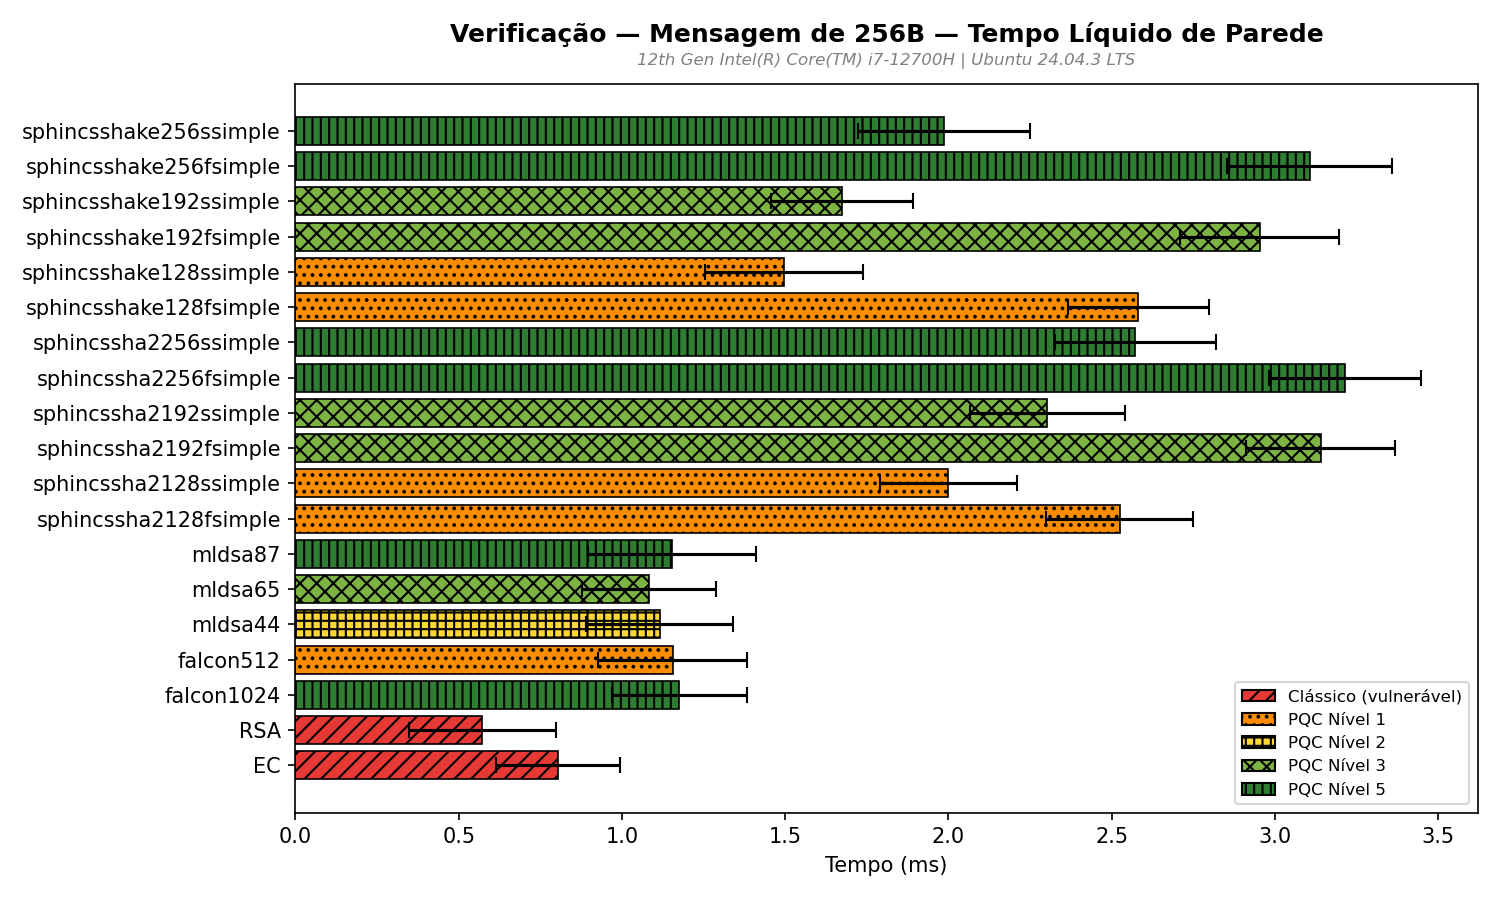 Verificação — Mensagem de 256B — Tempo Líquido de Parede
12th Gen Intel(R) Core(TM) i7-12700H | Ubuntu 24.04.3 LTS
sphincsshake256ssimple
sphincsshake256fsimple
sphincsshake192ssimple
sphincsshake192fsimple
sphincsshake128ssimple
sphincsshake128fsimple
sphincssha2256ssimple
sphincssha2256fsimple
sphincssha2192ssimple
sphincssha2192fsimple
sphincssha2128ssimple
sphincssha2128fsimple
mldsa87
mldsa65
mldsa44
falcon512
falcon1024
RSA
EC
Clássico (vulnerável)
PQC Nível 1
PQC Nível 2
PQC Nível 3
PQC Nível 5
0.0 0.5 1.0 1.5 2.0 2.5 3.0 3.5
Tempo (ms)